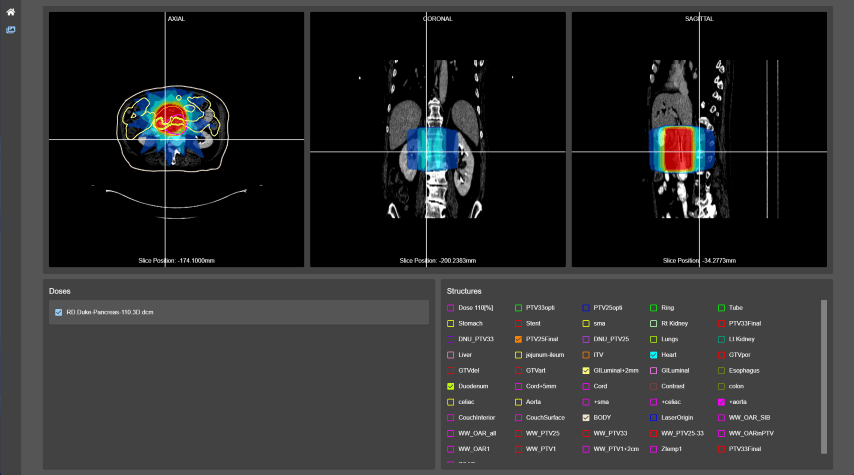 AXIAL
CORONAL
SAGITTAL
Slice Position: -174.1000mm
Slice Position: -200.2383mm
Slice Position: -34.2773mm
Doses
RD.Duke-Pancreas-110.3D.dcm
Structures
Dose 110[%] PTV33opti PTV25opti Ring Tube
Stomach Stent sma Rt Kidney PTV33Final
DNU_PTV33 PTV25Final DNU_PTV25 Lungs Lt Kidney
Liver jejunum-ileum ITV Heart GTVpor
GTVdel GTVart GILuminal+2mm GILuminal Esophagus
Duodenum Cord+5mm Cord Contrast colon
celiac Aorta +sma +celiac +aorta
CouchInterior CouchSurface BODY LaserOrigin WW_OAR_SIB
WW_OAR_all WW_PTV25 WW_PTV33 WW_PTV25-33 WW_OARmPTV
WW_OAR1 WW_PTV1 WW_PTV1+2cm Ztemp1 PTV33Final